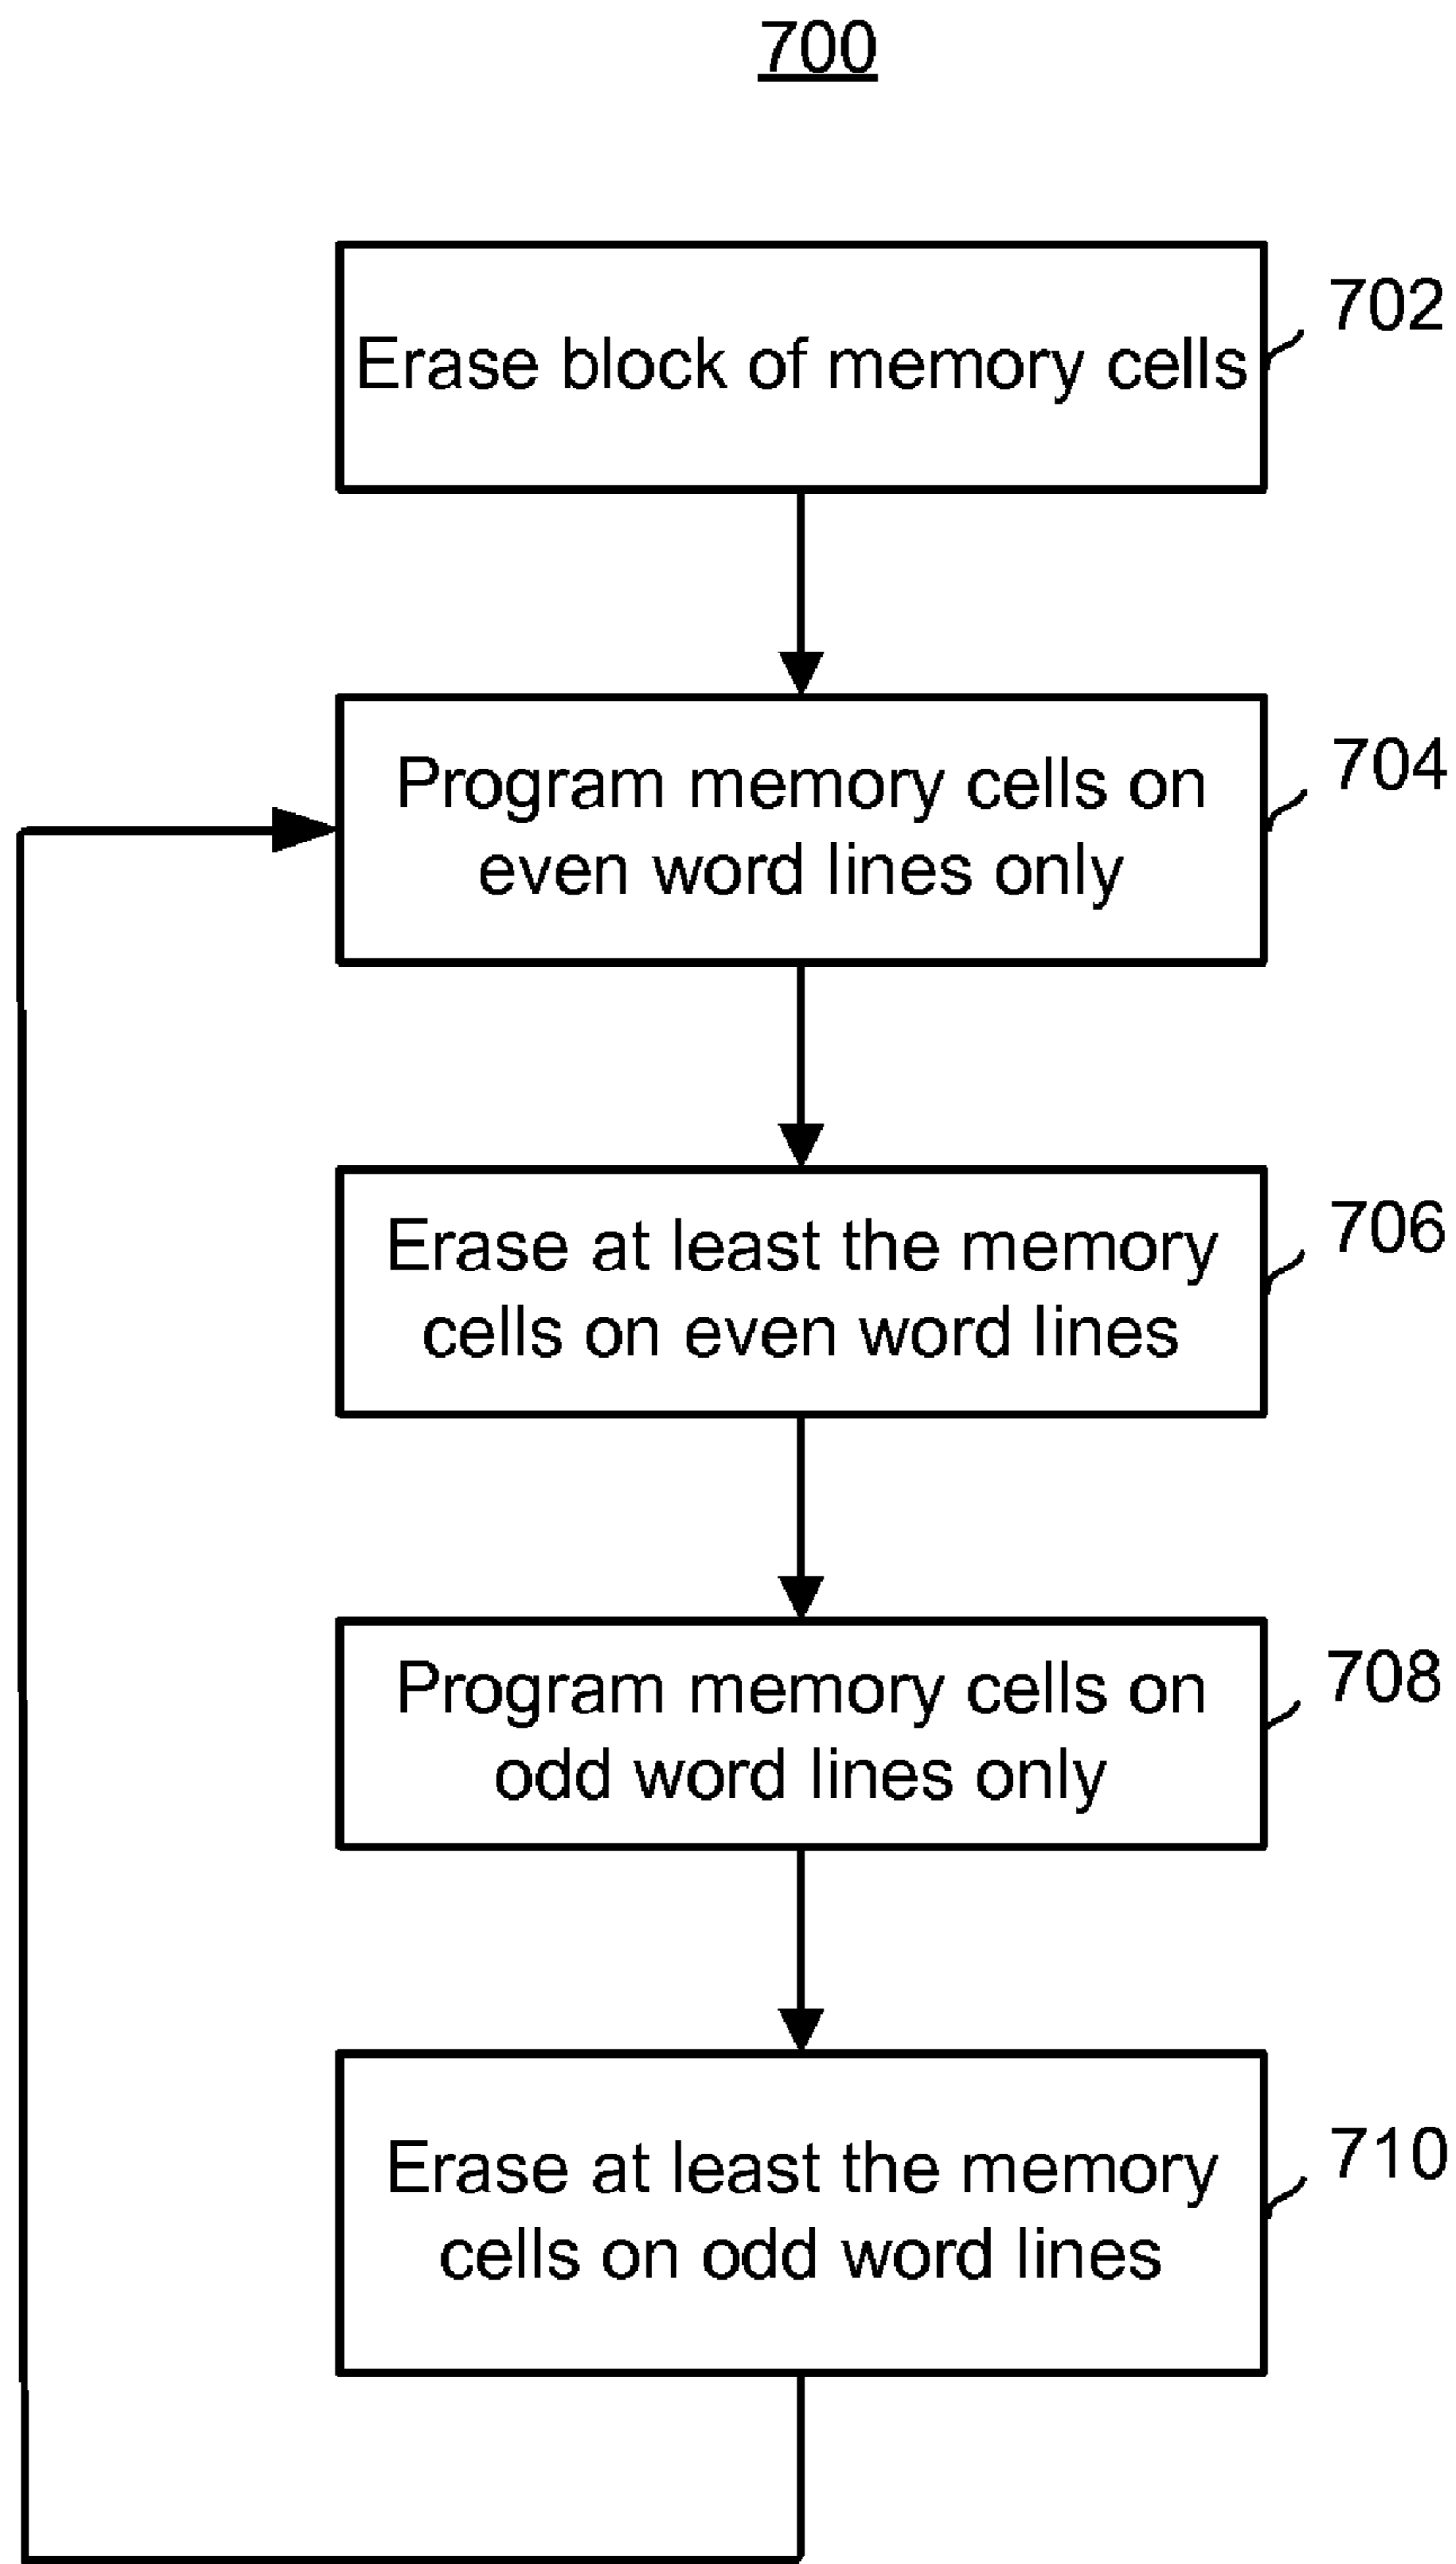 700
Erase block of memory cells
702
Program memory cells on
even word lines only
704
Erase at least the memory
cells on even word lines
706
Program memory cells on
odd word lines only
708
Erase at least the memory
cells on odd word lines
710